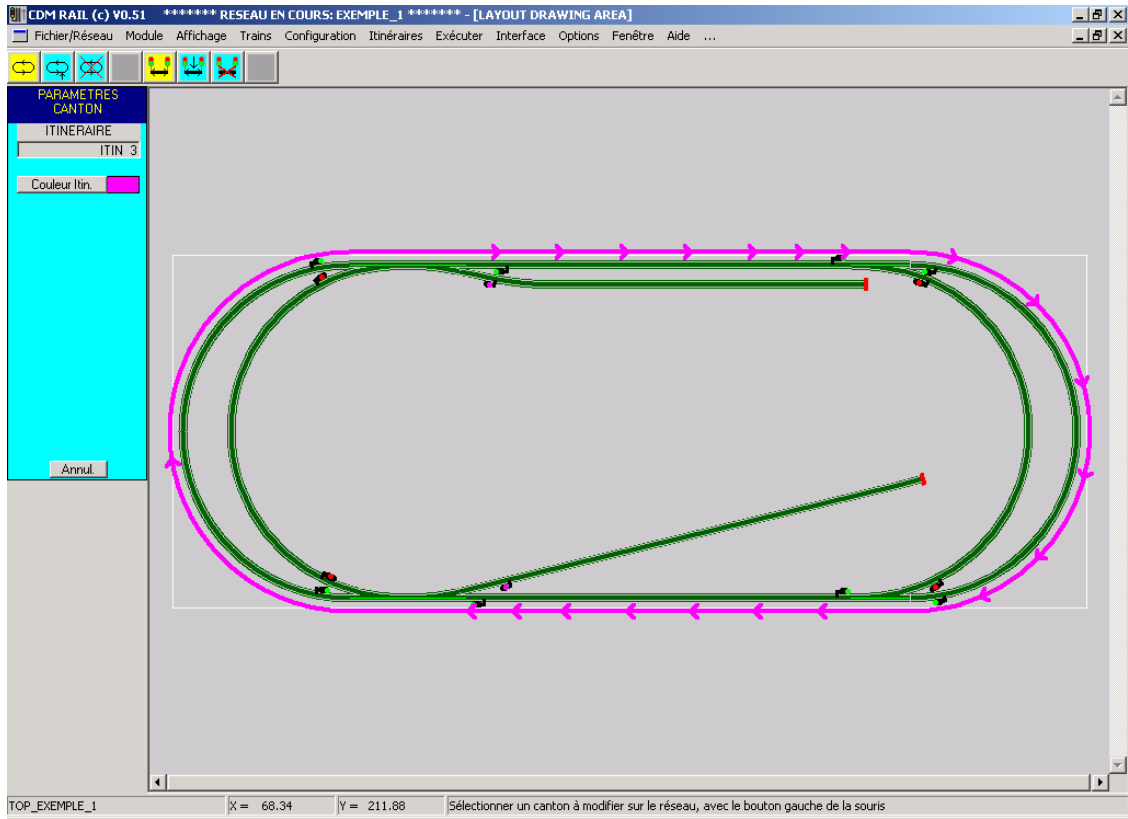 CDM RAIL (c) V0.51 ******* RESEAU EN COURS: EXEMPLE_1 ******* - [LAYOUT DRAWING AREA]
Fichier/Réseau Module Affichage Trains Configuration Itinéraires Exécuter Interface Options Fenêtre Aide ...
PARAMETRES
CANTON
ITINERAIRE
ITIN 3
Couleur Itin.
Annul.
TOP_EXEMPLE_1 X = 68.34 Y = 211.88 Sélectionner un canton à modifier sur le réseau, avec le bouton gauche de la souris